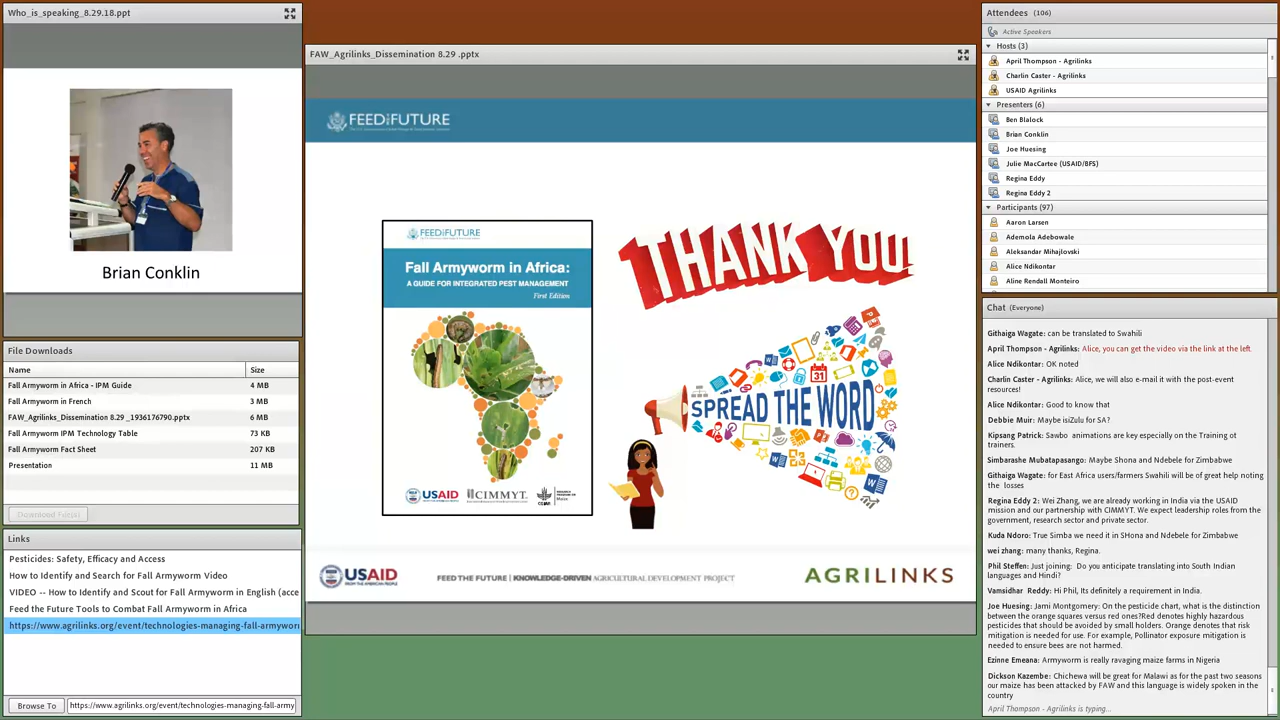 Who_is_speaking_8.29.18.ppt
Brian Conklin
File Downloads
Name Size
Fall Armyworm in Africa - IPM Guide 4 MB
Fall Armyworm in French 3 MB
FAW_Agrilinks_Dissemination 8.29 _1936176790.pptx 6 MB
Fall Armyworm IPM Technology Table 73 KB
Fall Armyworm Fact Sheet 207 KB
Presentation 11 MB
Download File(s)
Links
Pesticides: Safety, Efficacy and Access
How to Identify and Search for Fall Armyworm Video
VIDEO -- How to Identify and Scout for Fall Armyworm in English (acce
Feed the Future Tools to Combat Fall Armyworm in Africa
https://www.agrilinks.org/event/technologies-managing-fall-armyworm
Browse To https://www.agrilinks.org/event/technologies-managing-fall-army
FAW_Agrilinks_Dissemination 8.29 .pptx
FEEDTHEFUTURE
FEEDTHEFUTURE
Fall Armyworm in Africa:
A GUIDE FOR INTEGRATED PEST MANAGEMENT
First Edition
USAID CIMMYT CGIAR
THANK YOU!
31
SPREAD THE WORD
USAID
FROM THE AMERICAN PEOPLE
FEED THE FUTURE | KNOWLEDGE-DRIVEN AGRICULTURAL DEVELOPMENT PROJECT
AGRILINKS
Attendees (106)
Active Speakers
Hosts (3)
April Thompson - Agrilinks
Charlin Caster - Agrilinks
USAID Agrilinks
Presenters (6)
Ben Blalock
Brian Conklin
Joe Huesing
Julie MacCartee (USAID/BFS)
Regina Eddy
Regina Eddy 2
Participants (97)
Aaron Larsen
Ademola Adebowale
Aleksandar Mihajlovski
Alice Ndikontar
Aline Rendall Monteiro
Chat (Everyone)
Githaiga Wagate: can be translated to Swahili
April Thompson - Agrilinks: Alice, you can get the video via the link at the left.
Alice Ndikontar: OK noted
Charlin Caster - Agrilinks: Alice, we will also e-mail it with the post-event
resources!
Alice Ndikontar: Good to know that
Debbie Muir: Maybe isiZulu for SA?
Kipsang Patrick: Sawbo animations are key especially on the Training ot
trainers.
Simbarashe Mubatapasango: Maybe Shona and Ndebele for Zimbabwe
Githaiga Wagate: for East Africa users/farmers Swahili will be of great help noting
the losses
Regina Eddy 2: Wei Zhang, we are already working in India via the USAID
mission and our partnership with CIMMYT. We expect leadership roles from the
government, research sector and private sector.
Kuda Ndoro: True Simba we need it in SHona and Ndebele for Zimbabwe
wei zhang: many thanks, Regina.
Phil Steffen: Just joining: Do you anticipate translating into South Indian
languages and Hindi?
Vamsidhar Reddy: Hi Phil, Its definitely a requirement in India.
Joe Huesing: Jami Montgomery: On the pesticide chart, what is the distinction
between the orange squares versus red ones?Red denotes highly hazardous
pesticides that should be avoided by small holders. Orange denotes that risk
mitigation is needed for use. For example, Pollinator exposure mitigation is
needed to ensure bees are not harmed.
Ezinne Emeana: Armyworm is really ravaging maize farms in Nigeria
Dickson Kazembe: Chichewa will be great for Malawi as for the past two seasons
our maize has been attacked by FAW and this language is widely spoken in the
country
April Thompson - Agrilinks is typing...